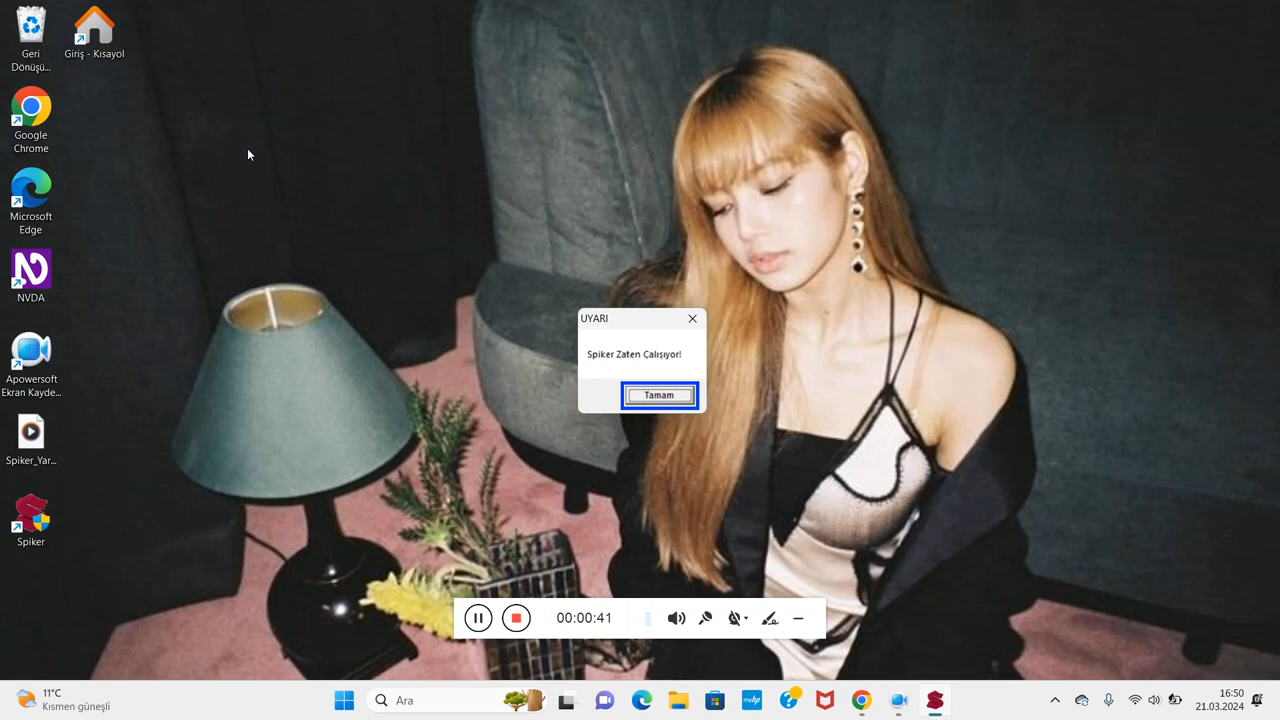 Geri
Dönüşü...
Giriş - Kısayol
Google
Chrome
Microsoft
Edge
NVDA
Apowersoft
Ekran Kayde...
Spiker_Yar...
Spiker
UYARI
Spiker Zaten Çalışıyor!
Tamam
00:00:41
11°C
Kısmen güneşli
Ara
myhp
16:50
21.03.2024